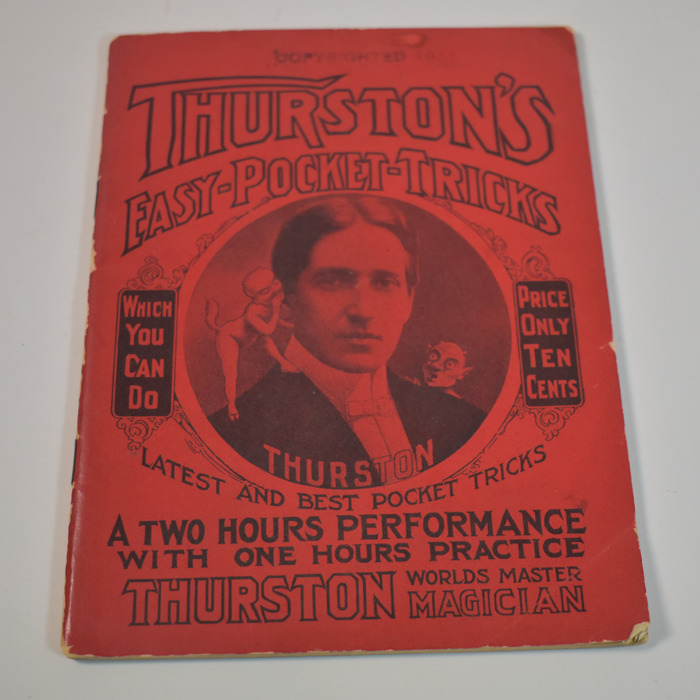 COPYRIGHTED
THURSTON'S
EASY-POCKET-TRICKS
WHICH
YOU
CAN
DO
PRICE
ONLY
TEN
CENTS
THURSTON
LATEST AND BEST POCKET TRICKS
A TWO HOURS PERFORMANCE
WITH ONE HOURS PRACTICE
THURSTON WORLDS MASTER
MAGICIAN